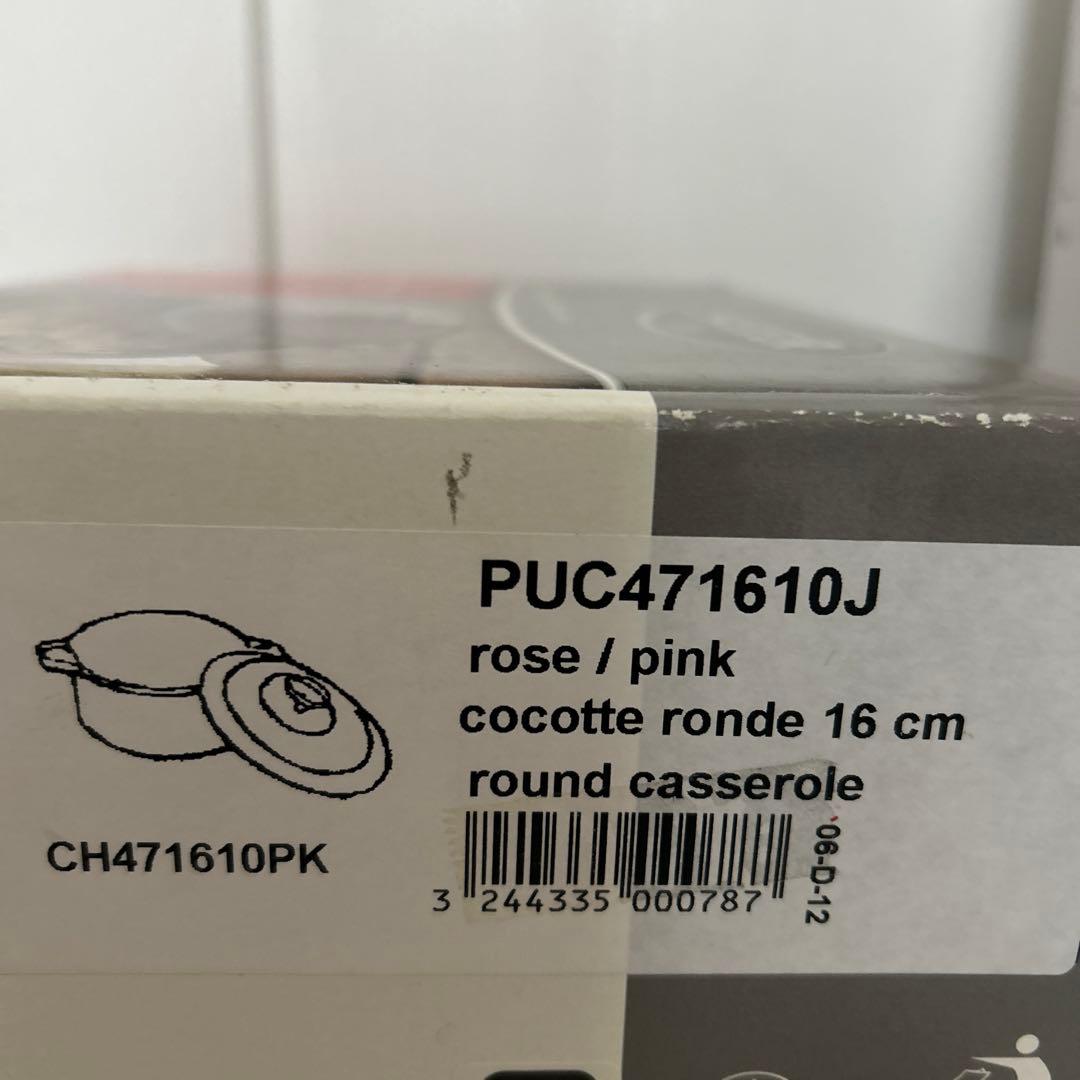 PUC471610J
rose / pink
cocotte ronde 16 cm
round casserole
CH471610PK
3 244335 000787
'06-D-12